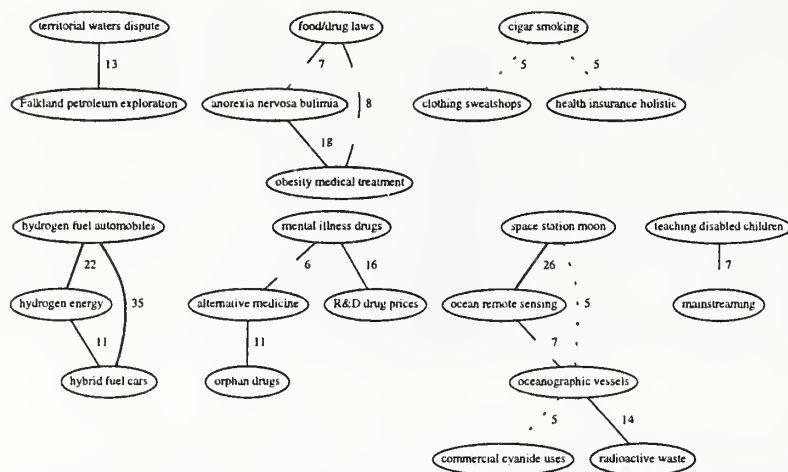 territorial waters dispute
food/drug laws
cigar smoking
13
7
8
5
5
Falkland petroleum exploration
anorexia nervosa bulimia
clothing sweatshops
health insurance holistic
18
obesity medical treatment
hydrogen fuel automobiles
mental illness drugs
space station moon
teaching disabled children
22
35
6
16
26
5
7
hydrogen energy
alternative medicine
R&D drug prices
ocean remote sensing
mainstreaming
11
11
7
hybrid fuel cars
orphan drugs
oceanographic vessels
5
14
commercial cyanide uses
radioactive waste